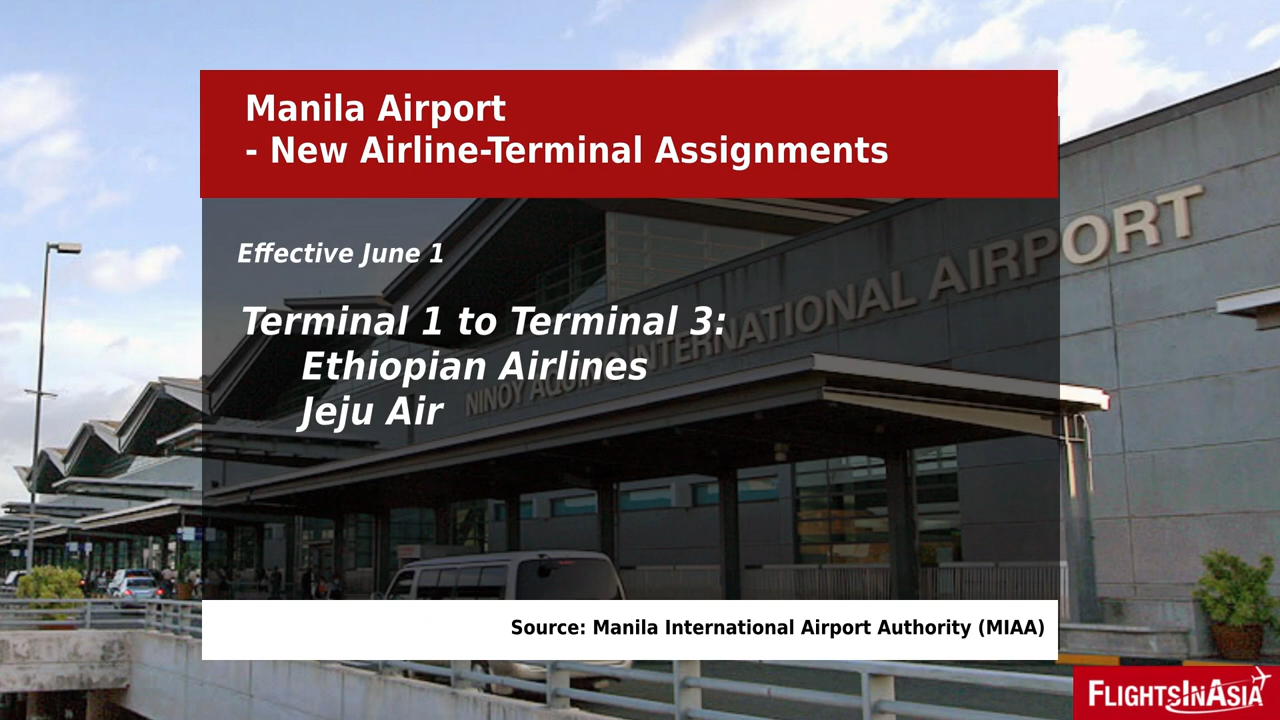 Manila Airport
- New Airline-Terminal Assignments
Effective June 1
Terminal 1 to Terminal 3:
Ethiopian Airlines
Jeju Air
NINOY AQUINO INTERNATIONAL AIRPORT
Source: Manila International Airport Authority (MIAA)
FLIGHTSINASIA